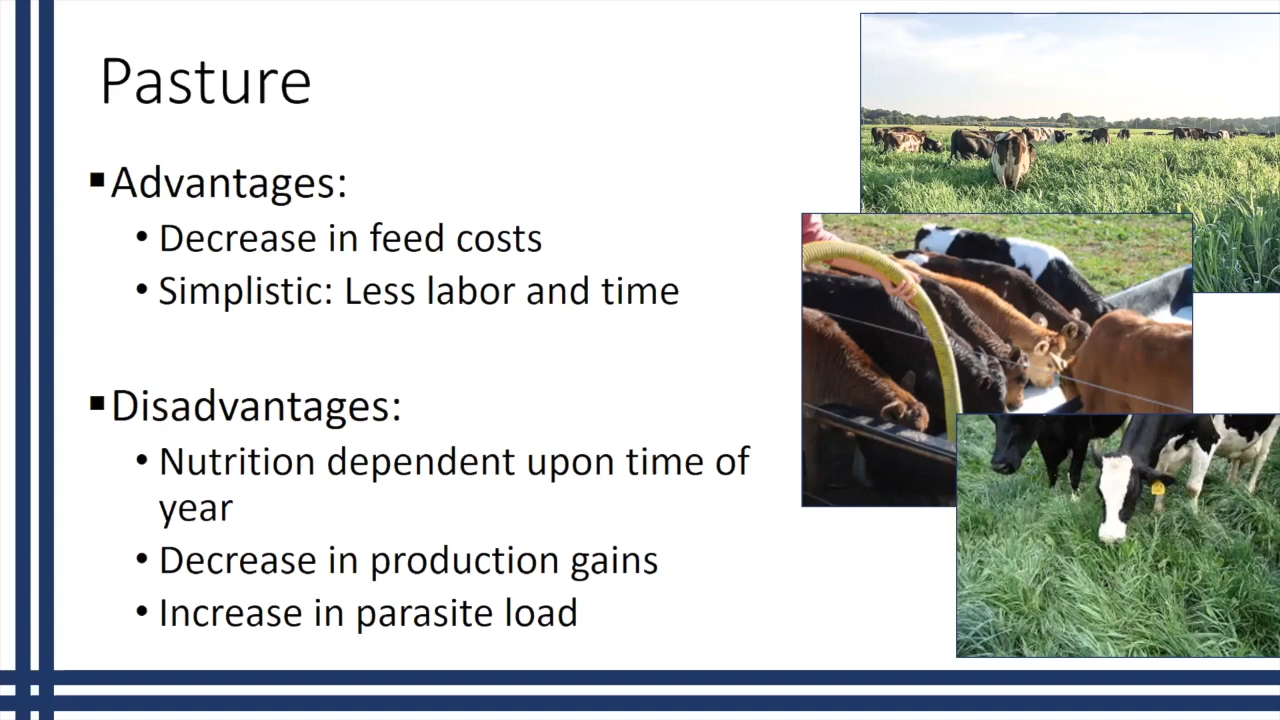 Pasture
▪Advantages:
• Decrease in feed costs
• Simplistic: Less labor and time
▪Disadvantages:
• Nutrition dependent upon time of
year
• Decrease in production gains
• Increase in parasite load